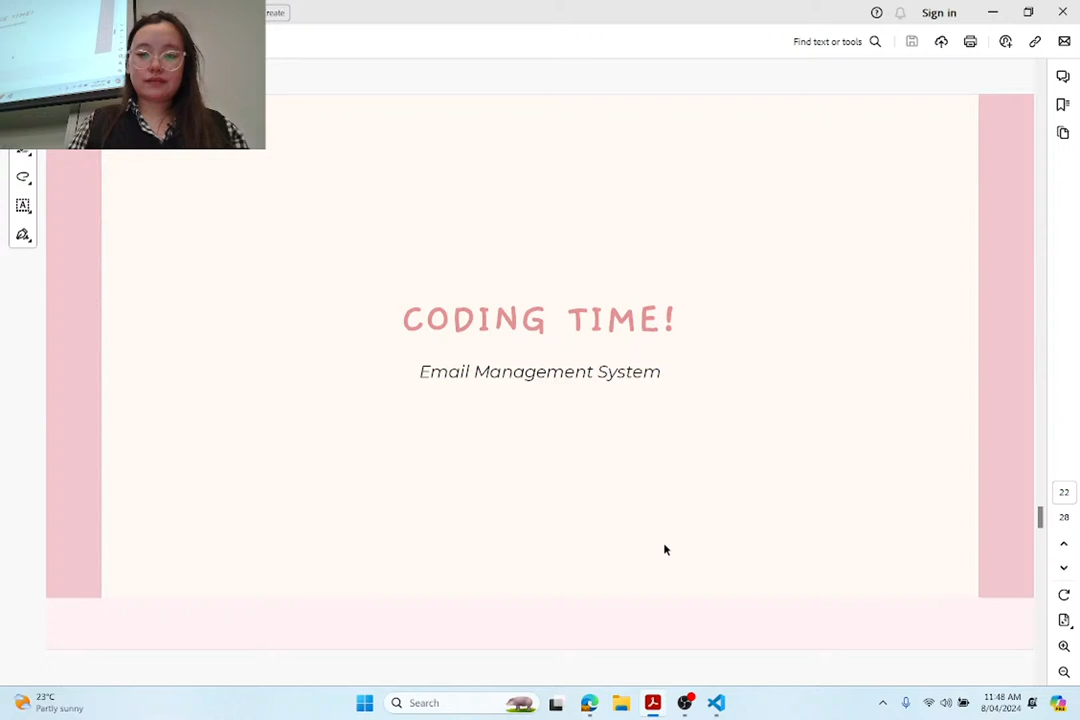 reate
Sign in
Find text or tools
CODING TIME!
Email Management System
22
28
23°C
Partly sunny
Search
11:48 AM
8/04/2024